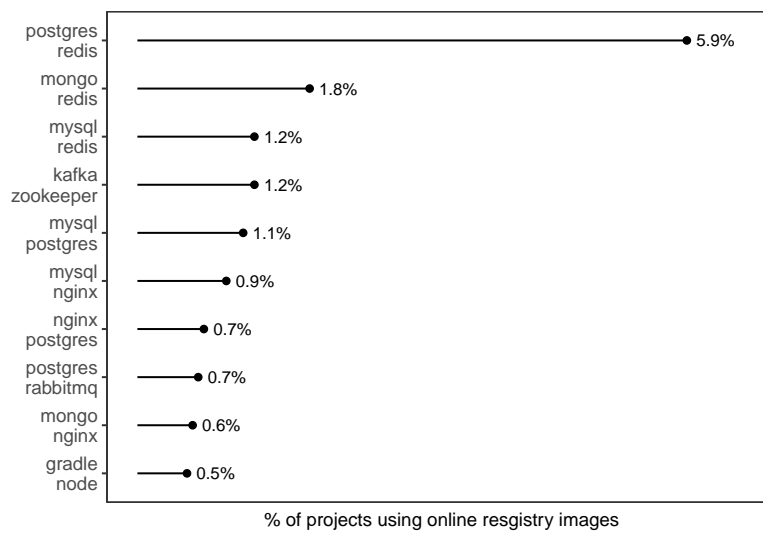 postgres
redis
5.9%
mongo
redis
1.8%
mysql
redis
1.2%
kafka
zookeeper
1.2%
mysql
postgres
1.1%
mysql
nginx
0.9%
nginx
postgres
0.7%
postgres
rabbitmq
0.7%
mongo
nginx
0.6%
gradle
node
0.5%
% of projects using online resgistry images